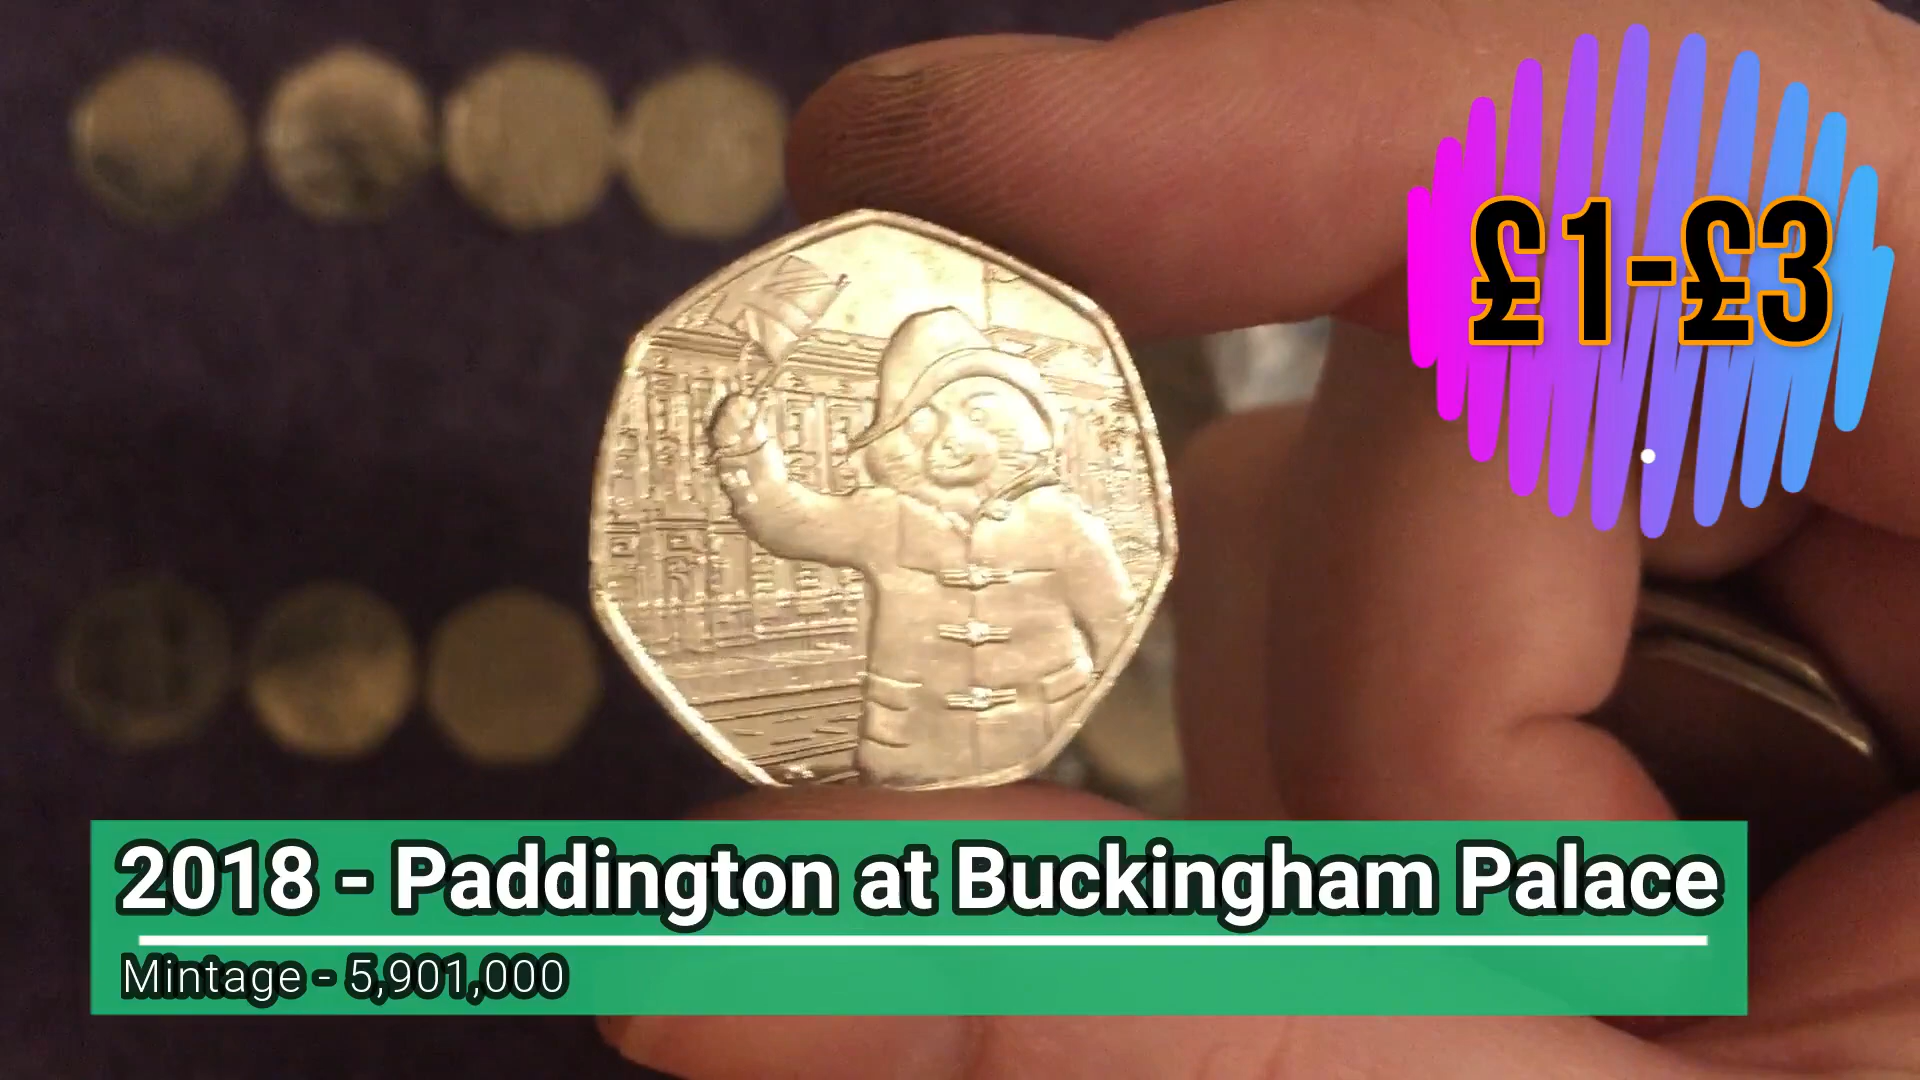 £1-£3
2018 - Paddington at Buckingham Palace
Mintage - 5,901,000